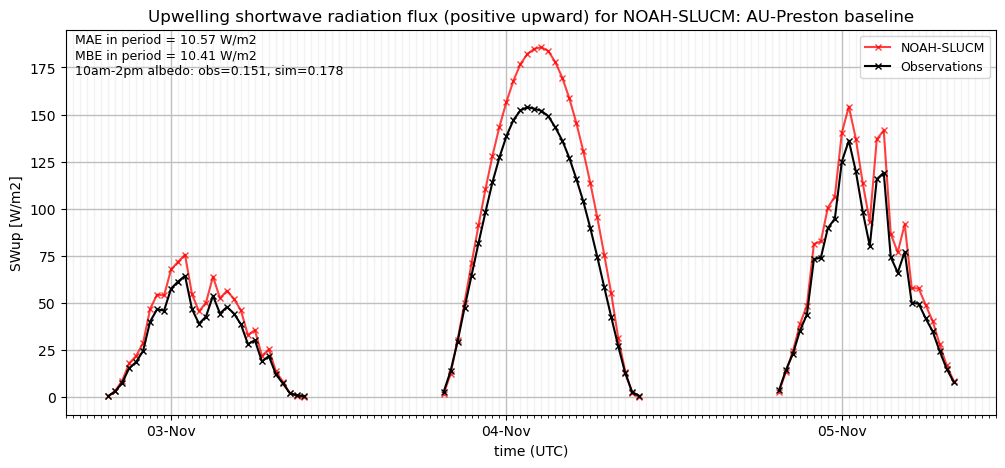 Upwelling shortwave radiation flux (positive upward) for NOAH-SLUCM: AU-Preston baseline
MAE in period = 10.57 W/m2
MBE in period = 10.41 W/m2
10am-2pm albedo: obs=0.151, sim=0.178
NOAH-SLUCM
Observations
SWup [W/m2]
175
150
125
100
75
50
25
0
03-Nov
04-Nov
05-Nov
time (UTC)